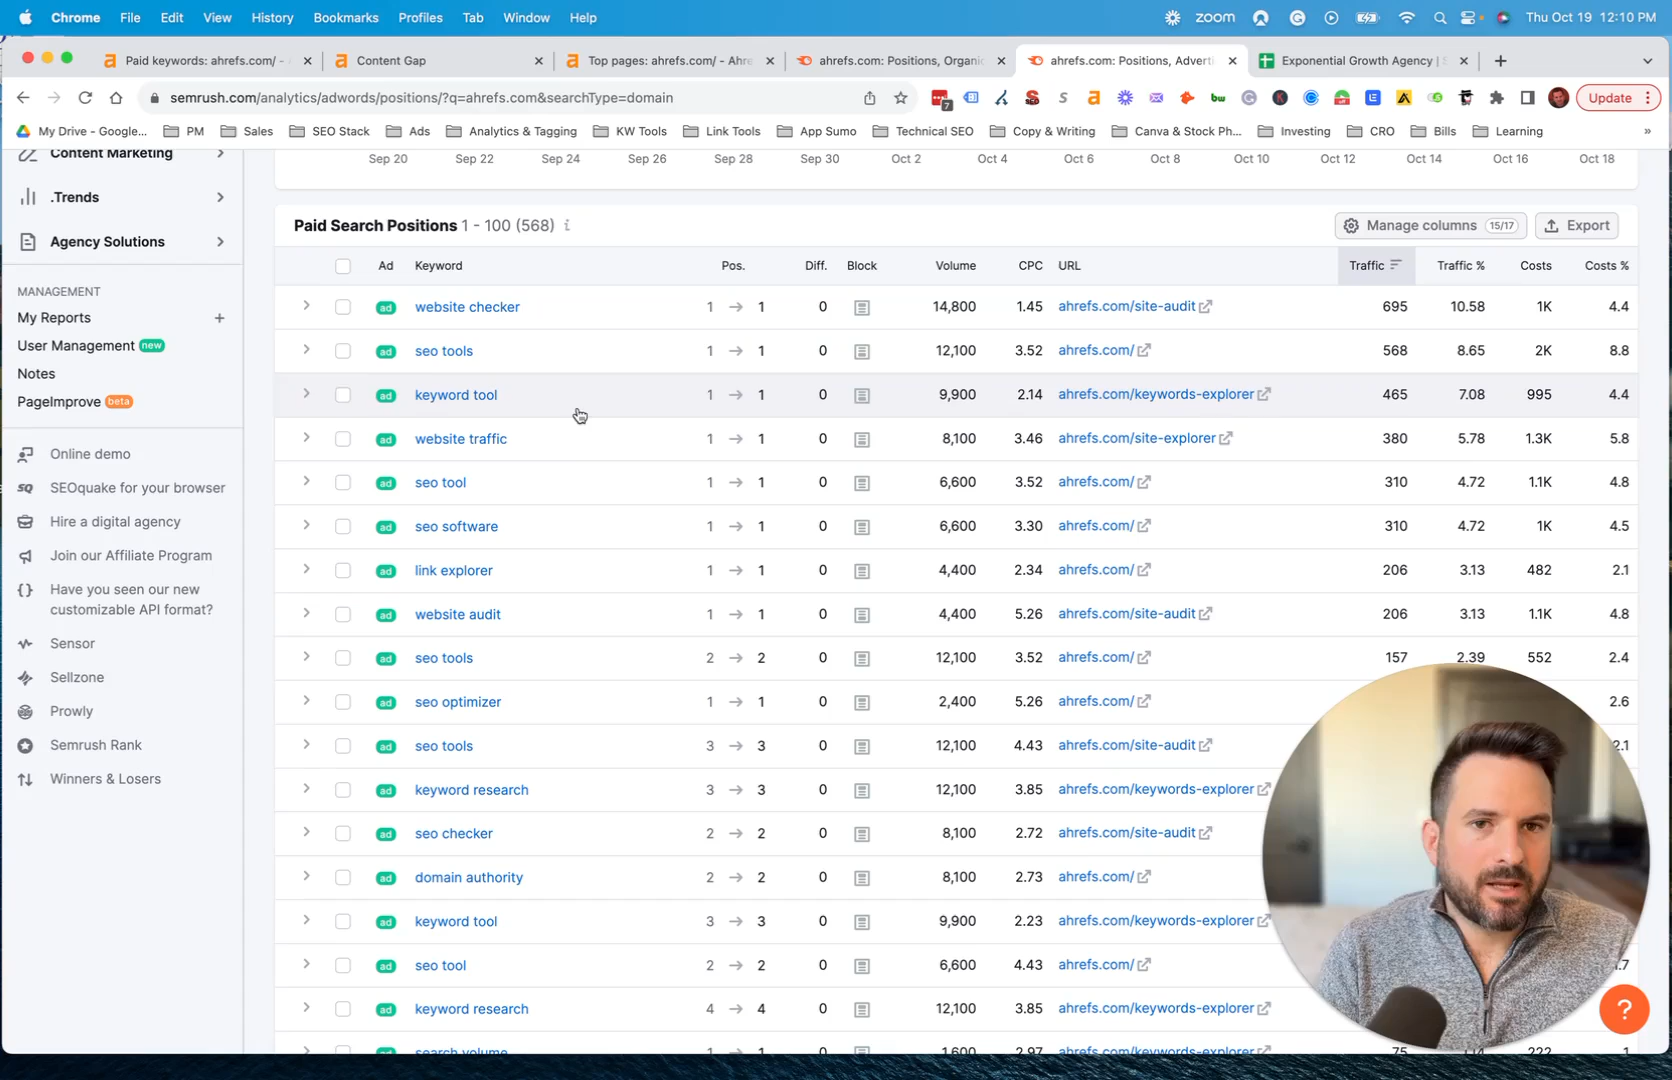 Chrome File Edit View History Bookmarks Profiles Tab Window Help zoom Thu Oct 19 12:10 PM
Paid keywords: ahrefs.com/ - Content Gap Top pages: ahrefs.com/ - Ahre ahrefs.com: Positions, Organi ahrefs.com: Positions, Adverti Exponential Growth Agency |
semrush.com/analytics/adwords/positions/?q=ahrefs.com&searchType=domain 7 Update
My Drive - Google... PM Sales SEO Stack Ads Analytics & Tagging KW Tools Link Tools App Sumo Technical SEO Copy & Writing Canva & Stock Ph... Investing CRO Bills Learning »
Content Marketing
.Trends
Agency Solutions
MANAGEMENT
My Reports +
User Management new
Notes
PageImprove beta
Online demo
SEOquake for your browser
Hire a digital agency
Join our Affiliate Program
Have you seen our new
customizable API format?
Sensor
Sellzone
Prowly
Semrush Rank
Winners & Losers
Sep 20 Sep 22 Sep 24 Sep 26 Sep 28 Sep 30 Oct 2 Oct 4 Oct 6 Oct 8 Oct 10 Oct 12 Oct 14 Oct 16 Oct 18
Paid Search Positions 1 - 100 (568) i Manage columns 15/17 Export
Ad Keyword Pos. Diff. Block Volume CPC URL Traffic Traffic % Costs Costs %
ad website checker 1 → 1 0 14,800 1.45 ahrefs.com/site-audit 695 10.58 1K 4.4
ad seo tools 1 → 1 0 12,100 3.52 ahrefs.com/ 568 8.65 2K 8.8
ad keyword tool 1 → 1 0 9,900 2.14 ahrefs.com/keywords-explorer 465 7.08 995 4.4
ad website traffic 1 → 1 0 8,100 3.46 ahrefs.com/site-explorer 380 5.78 1.3K 5.8
ad seo tool 1 → 1 0 6,600 3.52 ahrefs.com/ 310 4.72 1.1K 4.8
ad seo software 1 → 1 0 6,600 3.30 ahrefs.com/ 310 4.72 1K 4.5
ad link explorer 1 → 1 0 4,400 2.34 ahrefs.com/ 206 3.13 482 2.1
ad website audit 1 → 1 0 4,400 5.26 ahrefs.com/site-audit 206 3.13 1.1K 4.8
ad seo tools 2 → 2 0 12,100 3.52 ahrefs.com/ 157 2.39 552 2.4
ad seo optimizer 1 → 1 0 2,400 5.26 ahrefs.com/ 2.6
ad seo tools 3 → 3 0 12,100 4.43 ahrefs.com/site-audit 2.1
ad keyword research 3 → 3 0 12,100 3.85 ahrefs.com/keywords-explorer
ad seo checker 2 → 2 0 8,100 2.72 ahrefs.com/site-audit
ad domain authority 2 → 2 0 8,100 2.73 ahrefs.com/
ad keyword tool 3 → 3 0 9,900 2.23 ahrefs.com/keywords-explorer
ad seo tool 2 → 2 0 6,600 4.43 ahrefs.com/ .7
ad keyword research 4 → 4 0 12,100 3.85 ahrefs.com/keywords-explorer
search volume 1 → 1 0 1,600 2.97 ahrefs.com/keywords-explorer 75 222 1
?